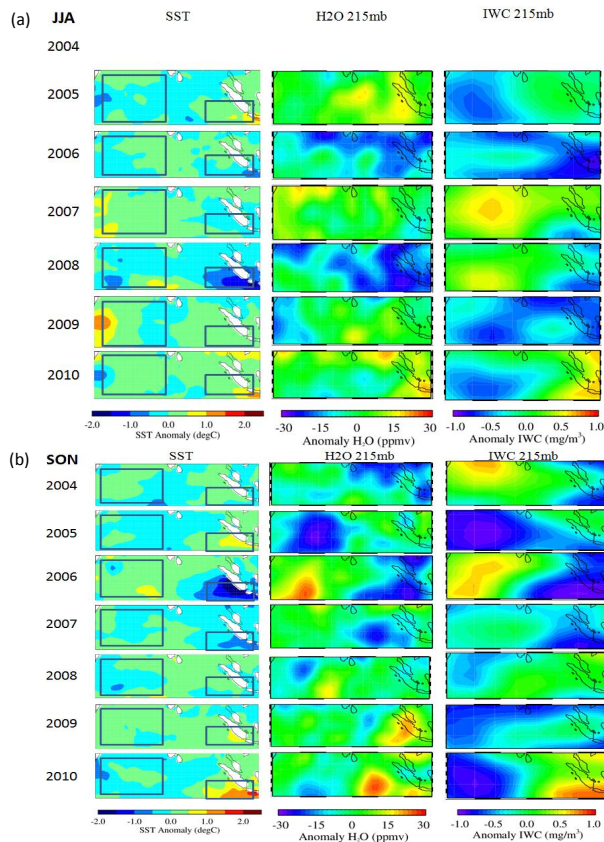 (a) JJA SST H2O 215mb IWC 215mb
2004
2005
2006
2007
2008
2009
2010
-2.0 -1.0 0.0 1.0 2.0 -30 -15 0 15 30 -1.0 -0.5 0.0 0.5 1.0
SST Anomaly (degC) Anomaly H2O (ppmv) Anomaly IWC (mg/m³)
(b) SON SST H2O 215mb IWC 215mb
2004
2005
2006
2007
2008
2009
2010
-2.0 -1.0 0.0 1.0 2.0 -30 -15 0 15 30 -1.0 -0.5 0.0 0.5 1.0
SST Anomaly (degC) Anomaly H₂O (ppmv) Anomaly IWC (mg/m³)